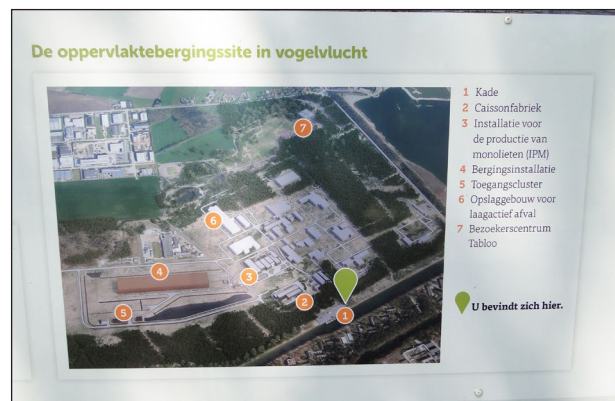 De oppervlaktebergingssite in vogelvlucht
1 Kade
2 Caissonfabriek
3 Installatie voor
de productie van
monolieten (IPM)
4 Bergingsinstallatie
5 Toegangscluster
6 Opslaggebouw voor
laagactief afval
7 Bezoekerscentrum
Tabloo
U bevindt zich hier.
7
6
4
3
5
2
1